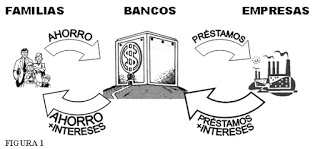 FAMILIAS BANCOS EMPRESAS
AHORRO PRÉSTAMOS
$
AHORRO
+INTERESES
PRÉSTAMOS
+INTERESES
FIGURA 1